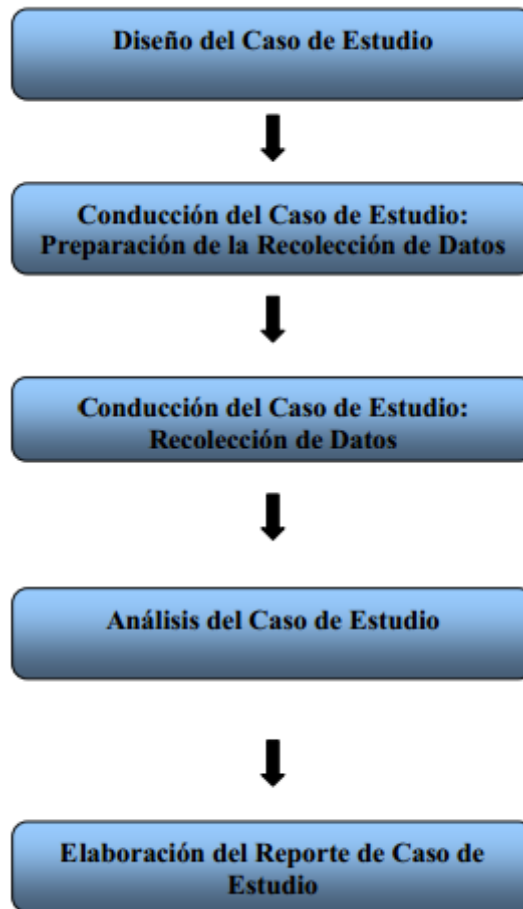 Diseño del Caso de Estudio
Conducción del Caso de Estudio:
Preparación de la Recolección de Datos
Conducción del Caso de Estudio:
Recolección de Datos
Análisis del Caso de Estudio
Elaboración del Reporte de Caso de
Estudio